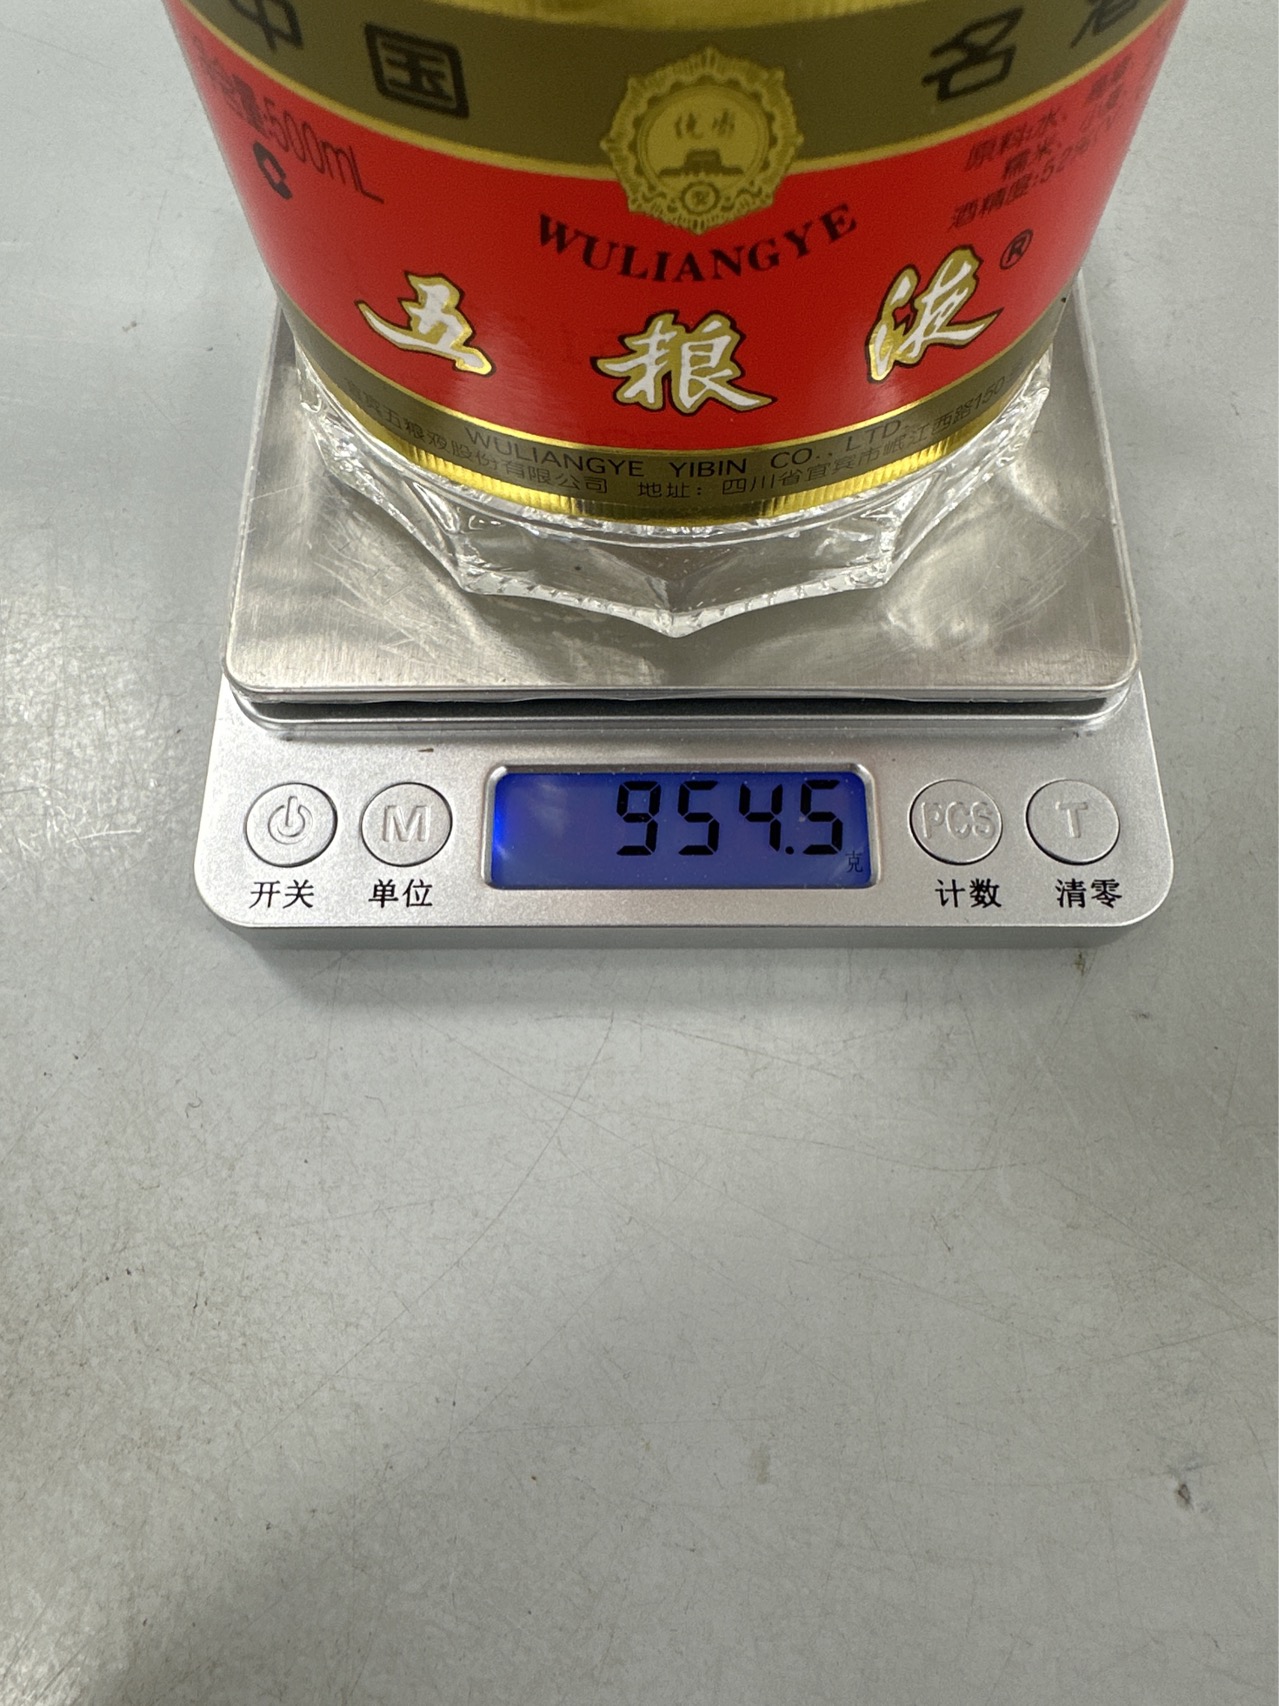 中国 名酒
净含量:500mL
原料:水、
糯米、
酒精度:52%
WULIANGYE
五粮液®
WULIANGYE YIBIN CO., LTD.
宜宾五粮液股份有限公司 地址：四川省宜宾市岷江西路150
954.5
克
M
PCS
T
开关
单位
计数
清零